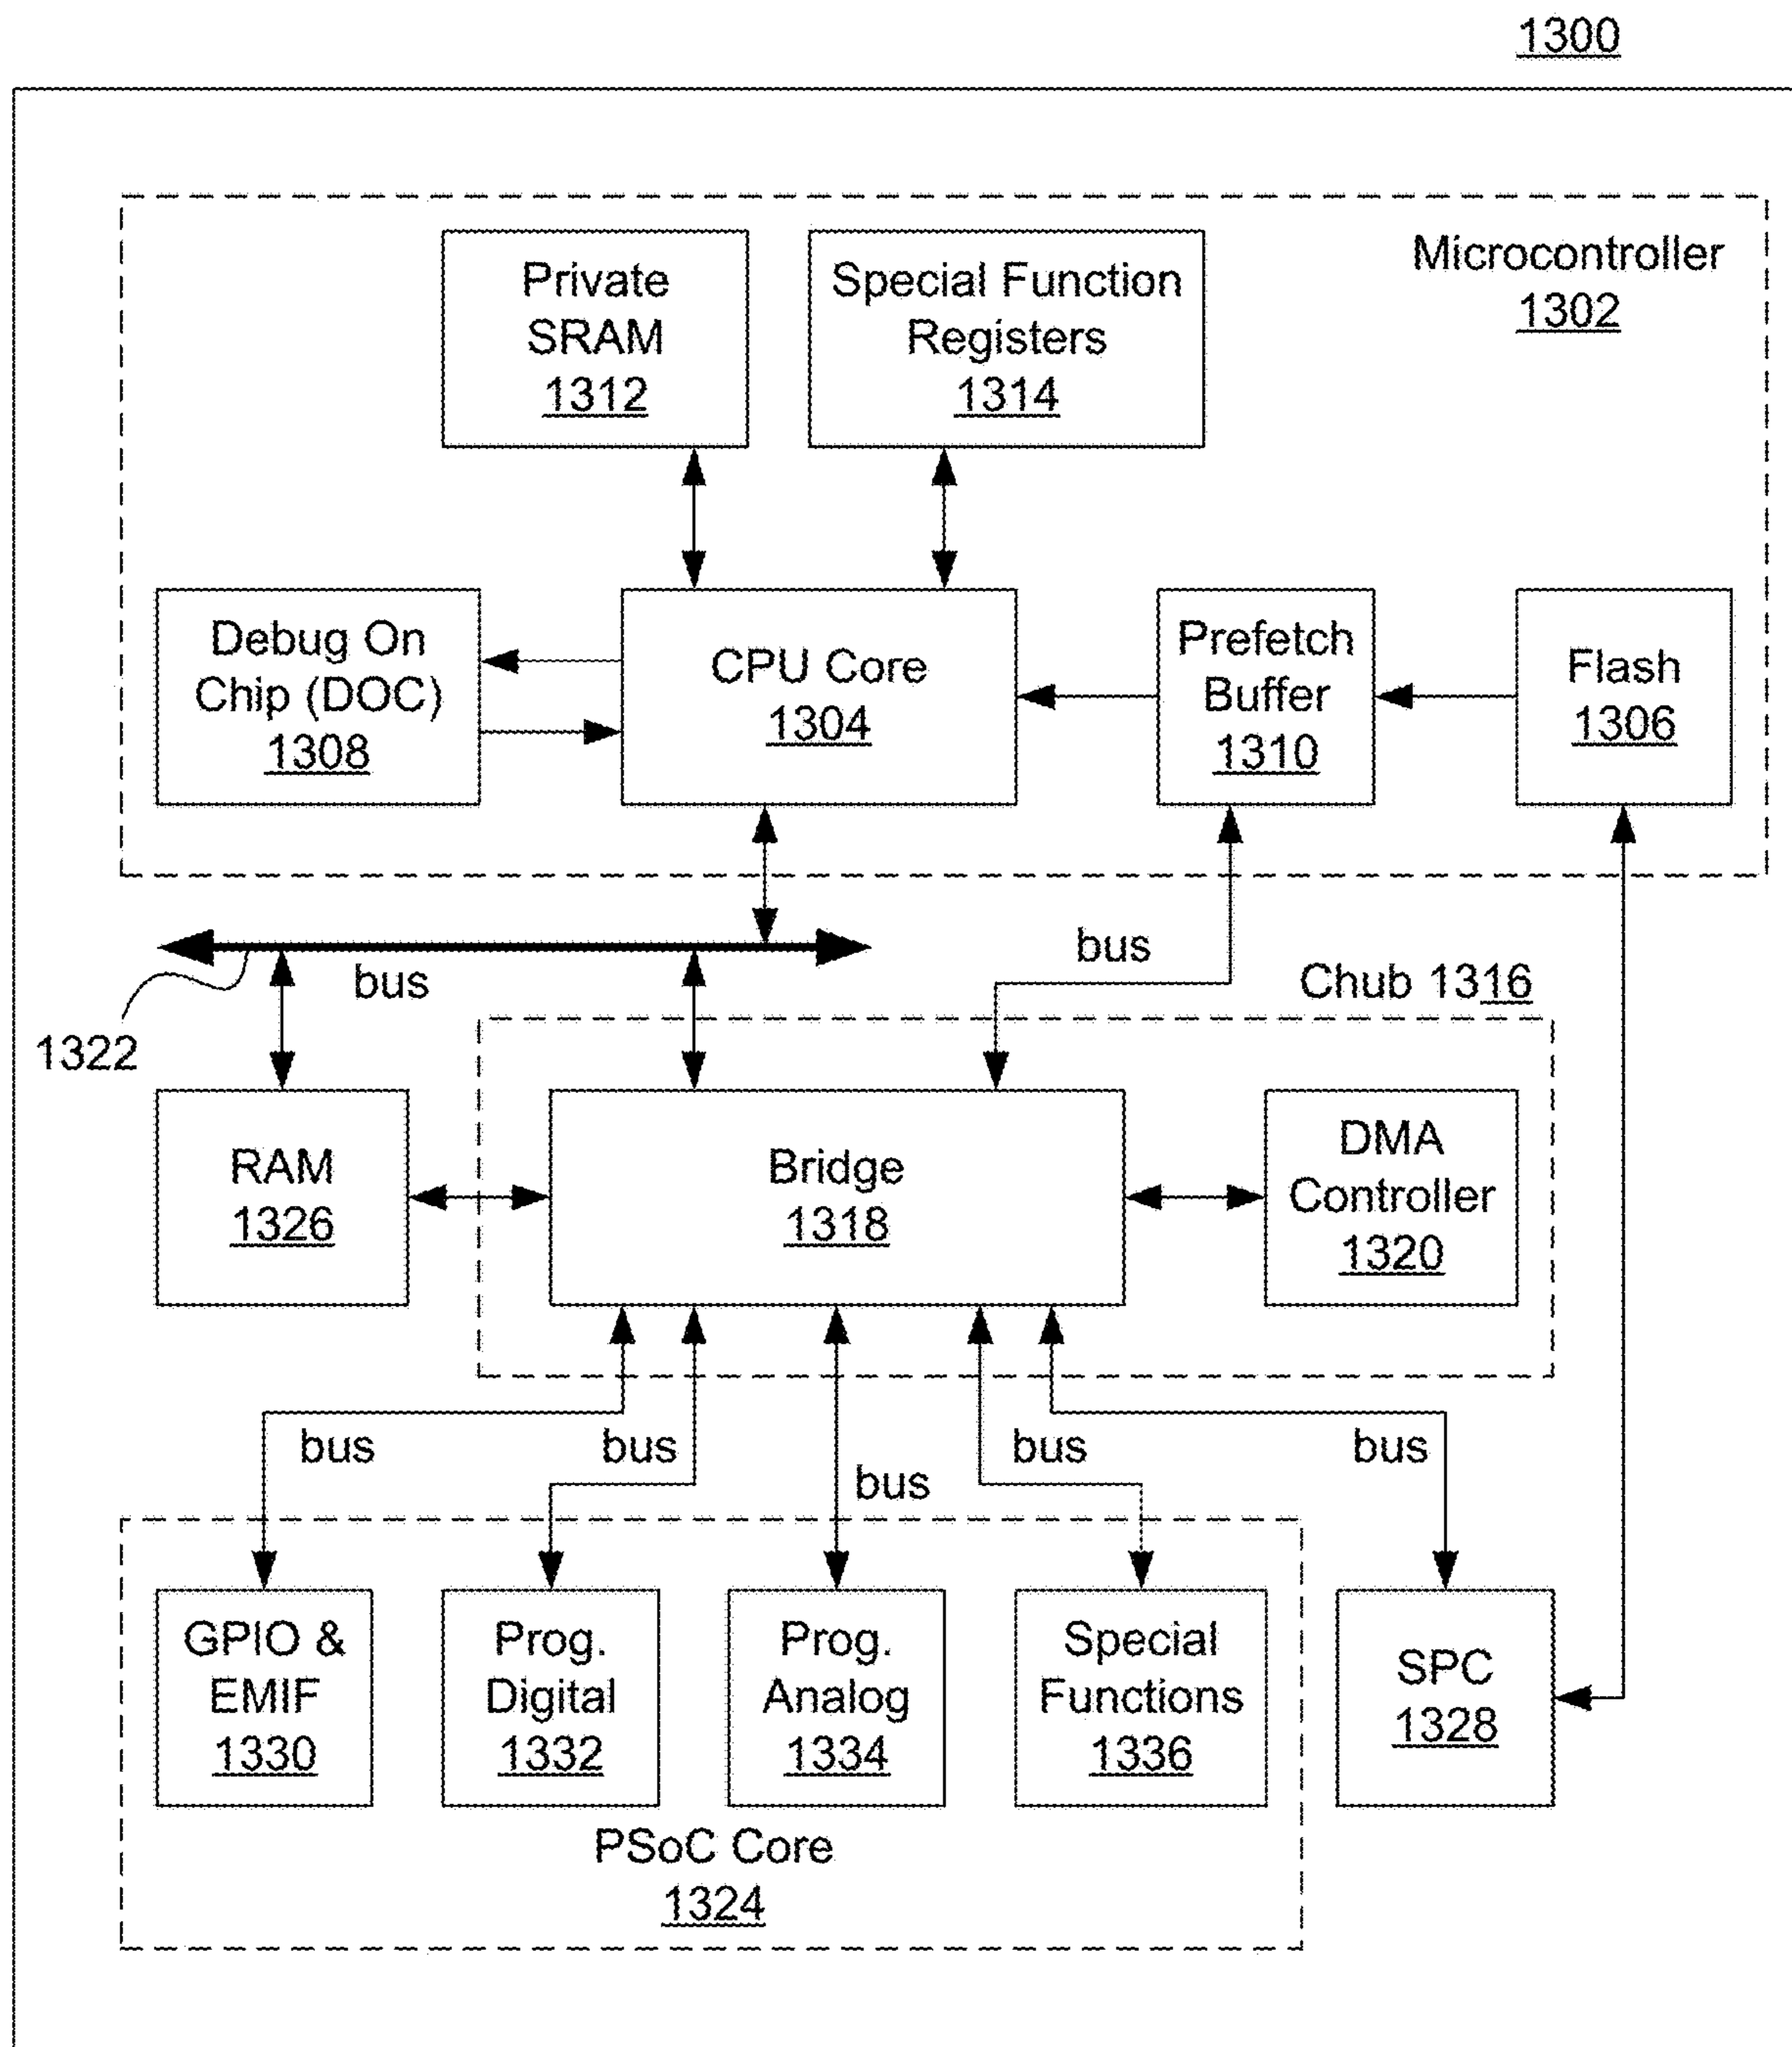 1300
Microcontroller
1302
Private
SRAM
1312
Special Function
Registers
1314
Debug On
Chip (DOC)
1308
CPU Core
1304
Prefetch
Buffer
1310
Flash
1306
bus
1322
bus
Chub 1316
RAM
1326
Bridge
1318
DMA
Controller
1320
bus
bus
bus
bus
bus
GPIO &
EMIF
1330
Prog.
Digital
1332
Prog.
Analog
1334
Special
Functions
1336
SPC
1328
PSoC Core
1324